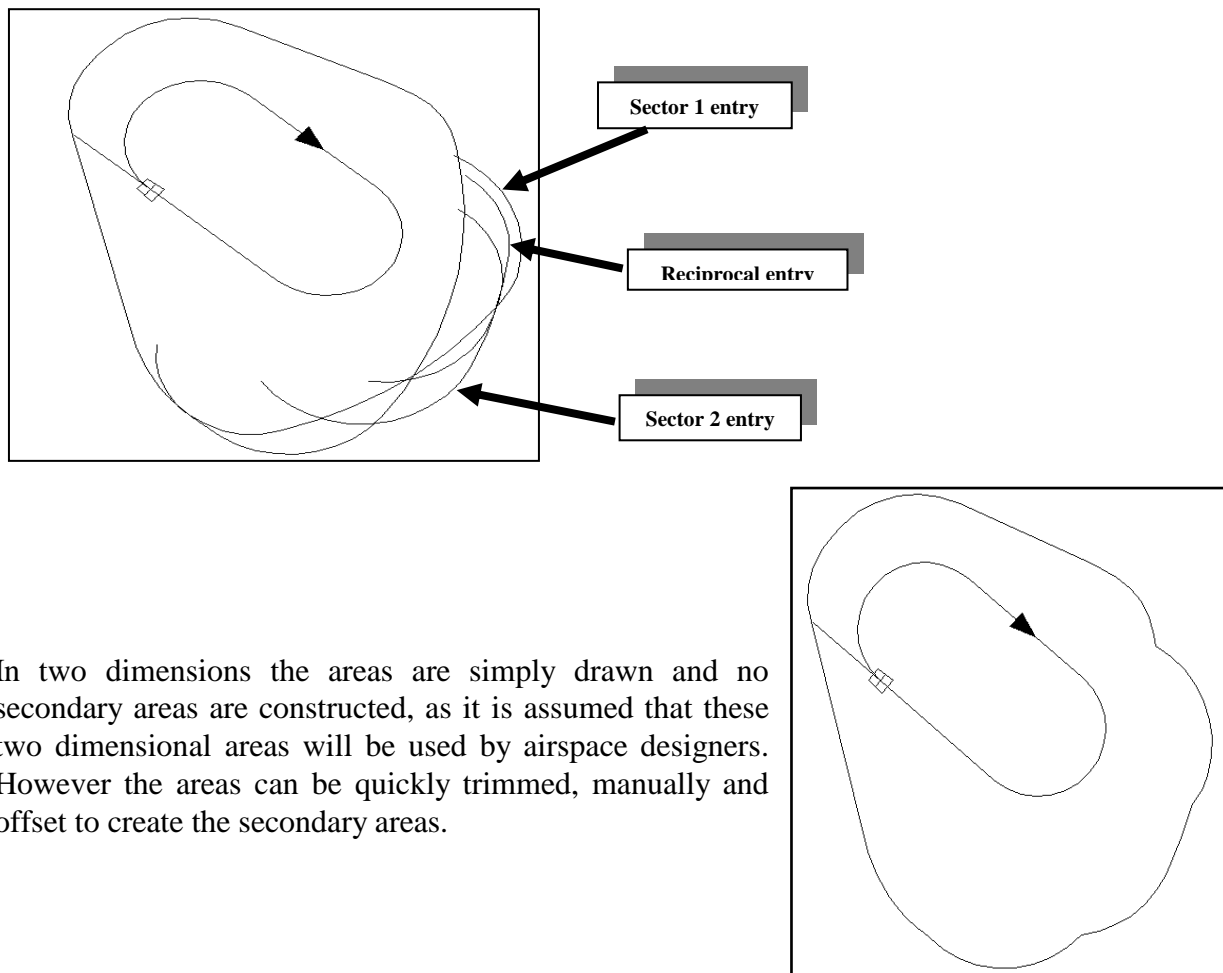 Sector 1 entry
Reciprocal entry
Sector 2 entry
In two dimensions the areas are simply drawn and no
secondary areas are constructed, as it is assumed that these
two dimensional areas will be used by airspace designers.
However the areas can be quickly trimmed, manually and
offset to create the secondary areas.